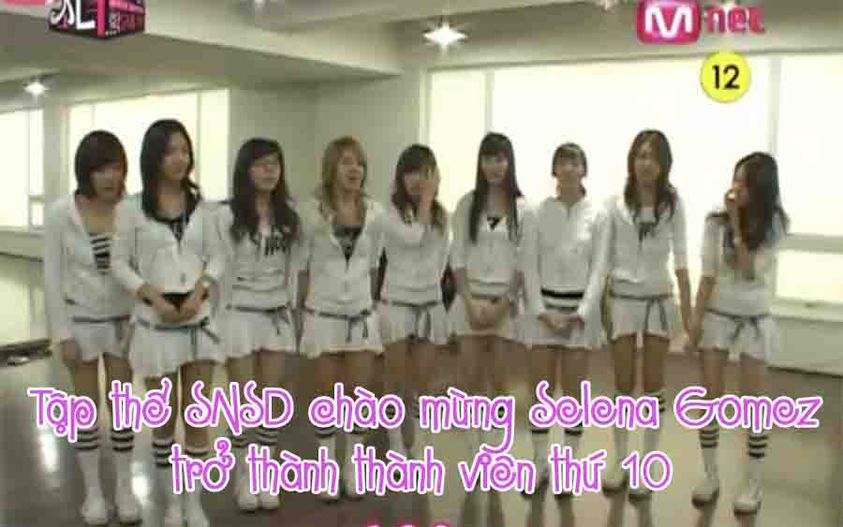 Mnet
12
Tập thể SNSD chào mừng Selena Gomez
trở thành thành viên thứ 10